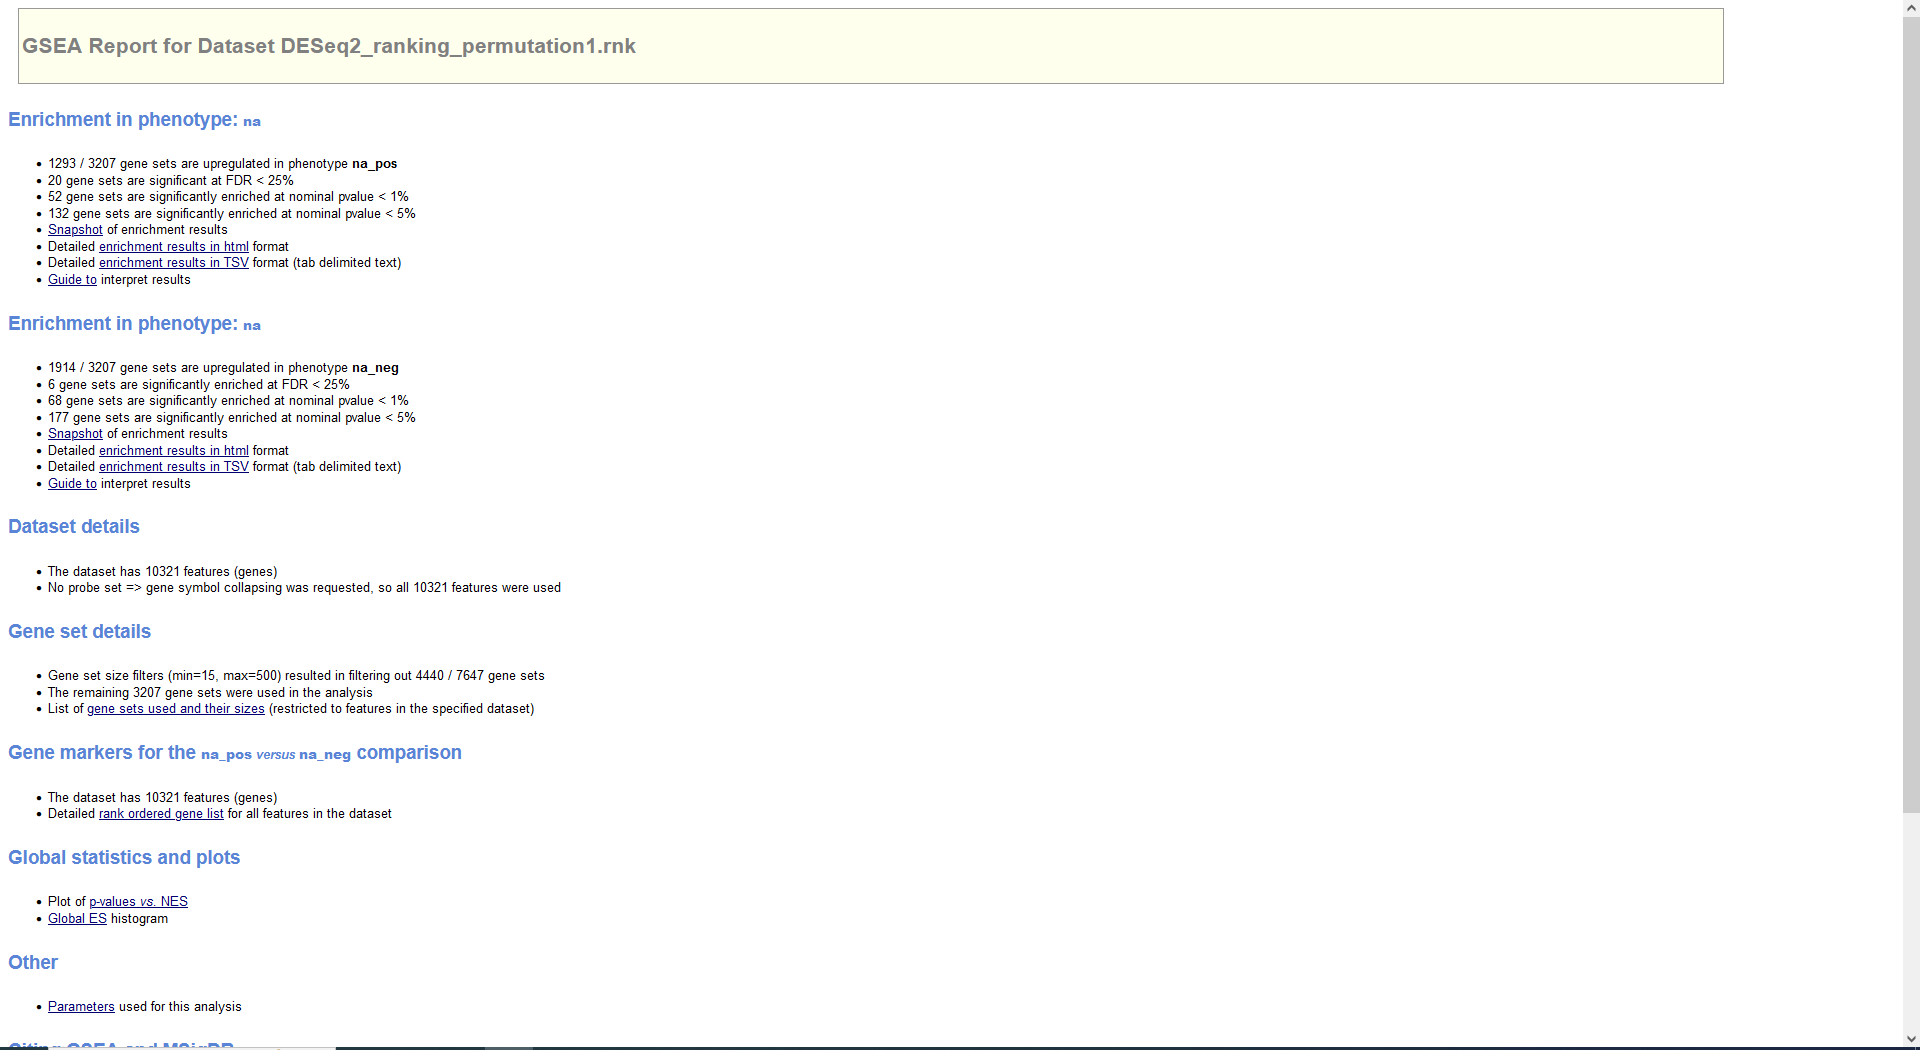 GSEA Report for Dataset DESeq2_ranking_permutation1.rnk
Enrichment in phenotype: na
• 1293 / 3207 gene sets are upregulated in phenotype na_pos
• 20 gene sets are significant at FDR < 25%
• 52 gene sets are significantly enriched at nominal pvalue < 1%
• 132 gene sets are significantly enriched at nominal pvalue < 5%
• Snapshot of enrichment results
• Detailed enrichment results in html format
• Detailed enrichment results in TSV format (tab delimited text)
• Guide to interpret results
Enrichment in phenotype: na
• 1914 / 3207 gene sets are upregulated in phenotype na_neg
• 6 gene sets are significantly enriched at FDR < 25%
• 68 gene sets are significantly enriched at nominal pvalue < 1%
• 177 gene sets are significantly enriched at nominal pvalue < 5%
• Snapshot of enrichment results
• Detailed enrichment results in html format
• Detailed enrichment results in TSV format (tab delimited text)
• Guide to interpret results
Dataset details
• The dataset has 10321 features (genes)
• No probe set => gene symbol collapsing was requested, so all 10321 features were used
Gene set details
• Gene set size filters (min=15, max=500) resulted in filtering out 4440 / 7647 gene sets
• The remaining 3207 gene sets were used in the analysis
• List of gene sets used and their sizes (restricted to features in the specified dataset)
Gene markers for the na_pos versus na_neg comparison
• The dataset has 10321 features (genes)
• Detailed rank ordered gene list for all features in the dataset
Global statistics and plots
• Plot of p-values vs. NES
• Global ES histogram
Other
• Parameters used for this analysis
Citing GSEA and MSigDB